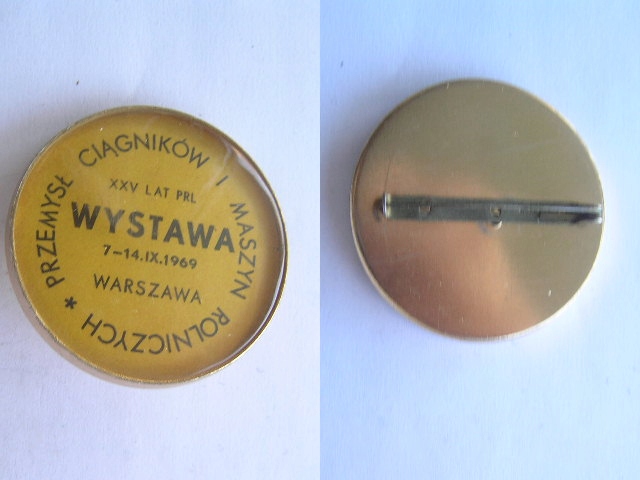 PRZEMYSŁ CIĄGNIKÓW I MASZYN ROLNICZYCH *
XXV LAT PRL
WYSTAWA
7-14.IX.1969
WARSZAWA